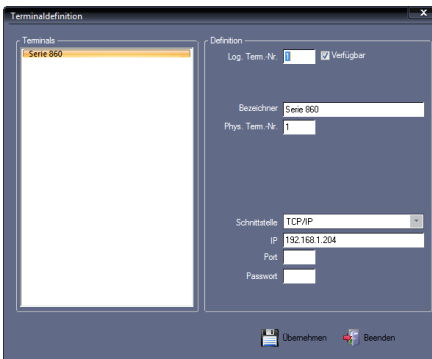 Terminaldefinition
Terminals
Serie 860
Definition
Log. Term.-Nr. 1 Verfügbar
Bezeichner Serie 860
Phys. Term.-Nr. 1
Schnittstelle TCP/IP
IP 192.168.1.204
Port
Passwort
Übernehmen Beenden